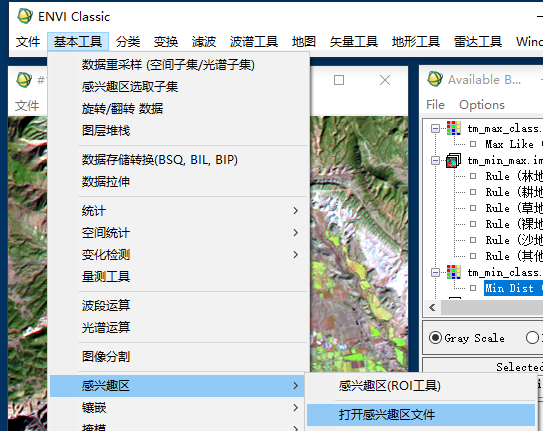 ENVI Classic
文件 基本工具 分类 变换 滤波 波谱工具 地图 矢量工具 地形工具 雷达工具 Wind
数据重采样 (空间子集/光谱子集)
感兴趣区选取子集
旋转/翻转 数据
图层堆栈
数据存储转换(BSQ, BIL, BIP)
数据拉伸
统计
空间统计
变化检测
量测工具
波段运算
光谱运算
图像分割
感兴趣区
镶嵌
掩模
感兴趣区(ROI工具)
打开感兴趣区文件
#
文件
Available B...
File Options
tm_max_class.
Max Like
tm_min_max.im
Rule (林地
Rule (耕地
Rule (草地
Rule (裸地
Rule (沙地
Rule (其他
tm_min_class.
Min Dist
Gray Scale
Selected